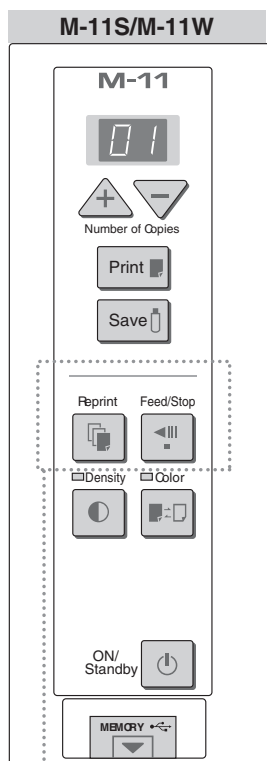 M-11S/M-11W
M-11
01
Number of Copies
Print
Save
Reprint Feed/Stop
Density Color
ON/
Standby
MEMORY